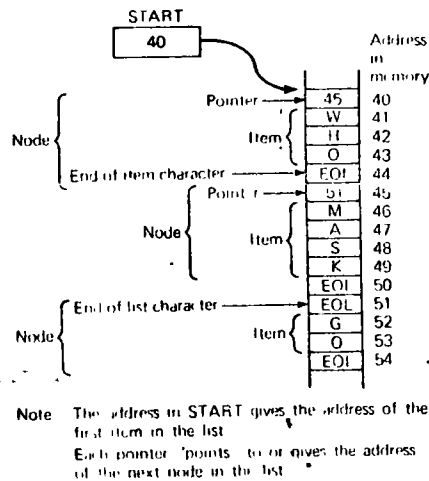 START
40
Address
in
memory
Pointer 45 40
W 41
Node Item H 42
O 43
End of item character EOI 44
51 45
M 46
Node Item A 47
S 48
K 49
EOI 50
End of list character EOL 51
G 52
Node Item O 53
EOI 54
Note The address in START gives the address of the
first item in the list
Each pointer 'points to or gives the address
of the next node in the list